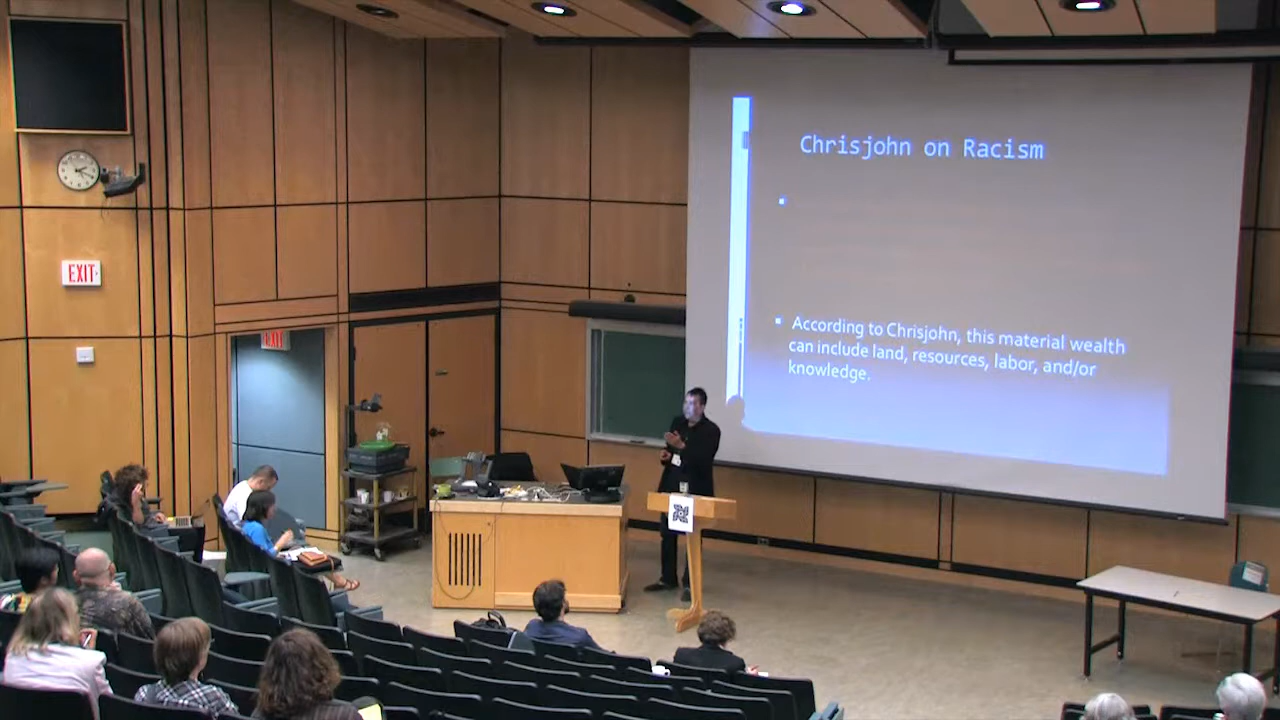 Chrisjohn on Racism
According to Chrisjohn, this material wealth
can include land, resources, labor, and/or
knowledge.
EXIT
EXIT